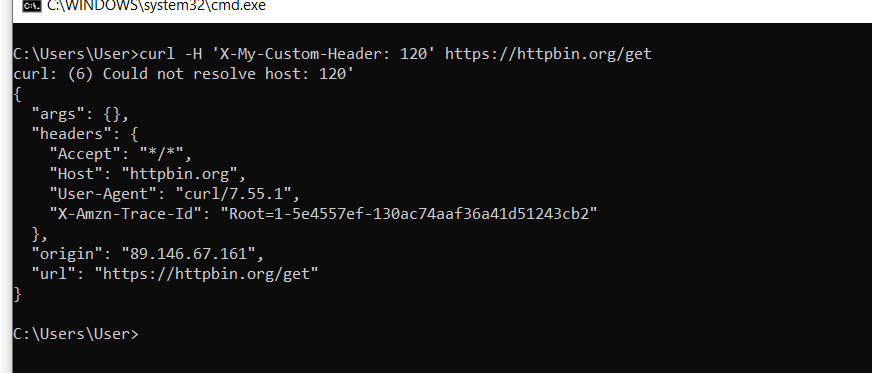 C:\WINDOWS\system32\cmd.exe
C:\Users\User>curl -H 'X-My-Custom-Header: 120' https://httpbin.org/get
curl: (6) Could not resolve host: 120'
{
  "args": {},
  "headers": {
    "Accept": "*/*",
    "Host": "httpbin.org",
    "User-Agent": "curl/7.55.1",
    "X-Amzn-Trace-Id": "Root=1-5e4557ef-130ac74aaf36a41d51243cb2"
  },
  "origin": "89.146.67.161",
  "url": "https://httpbin.org/get"
}
C:\Users\User>